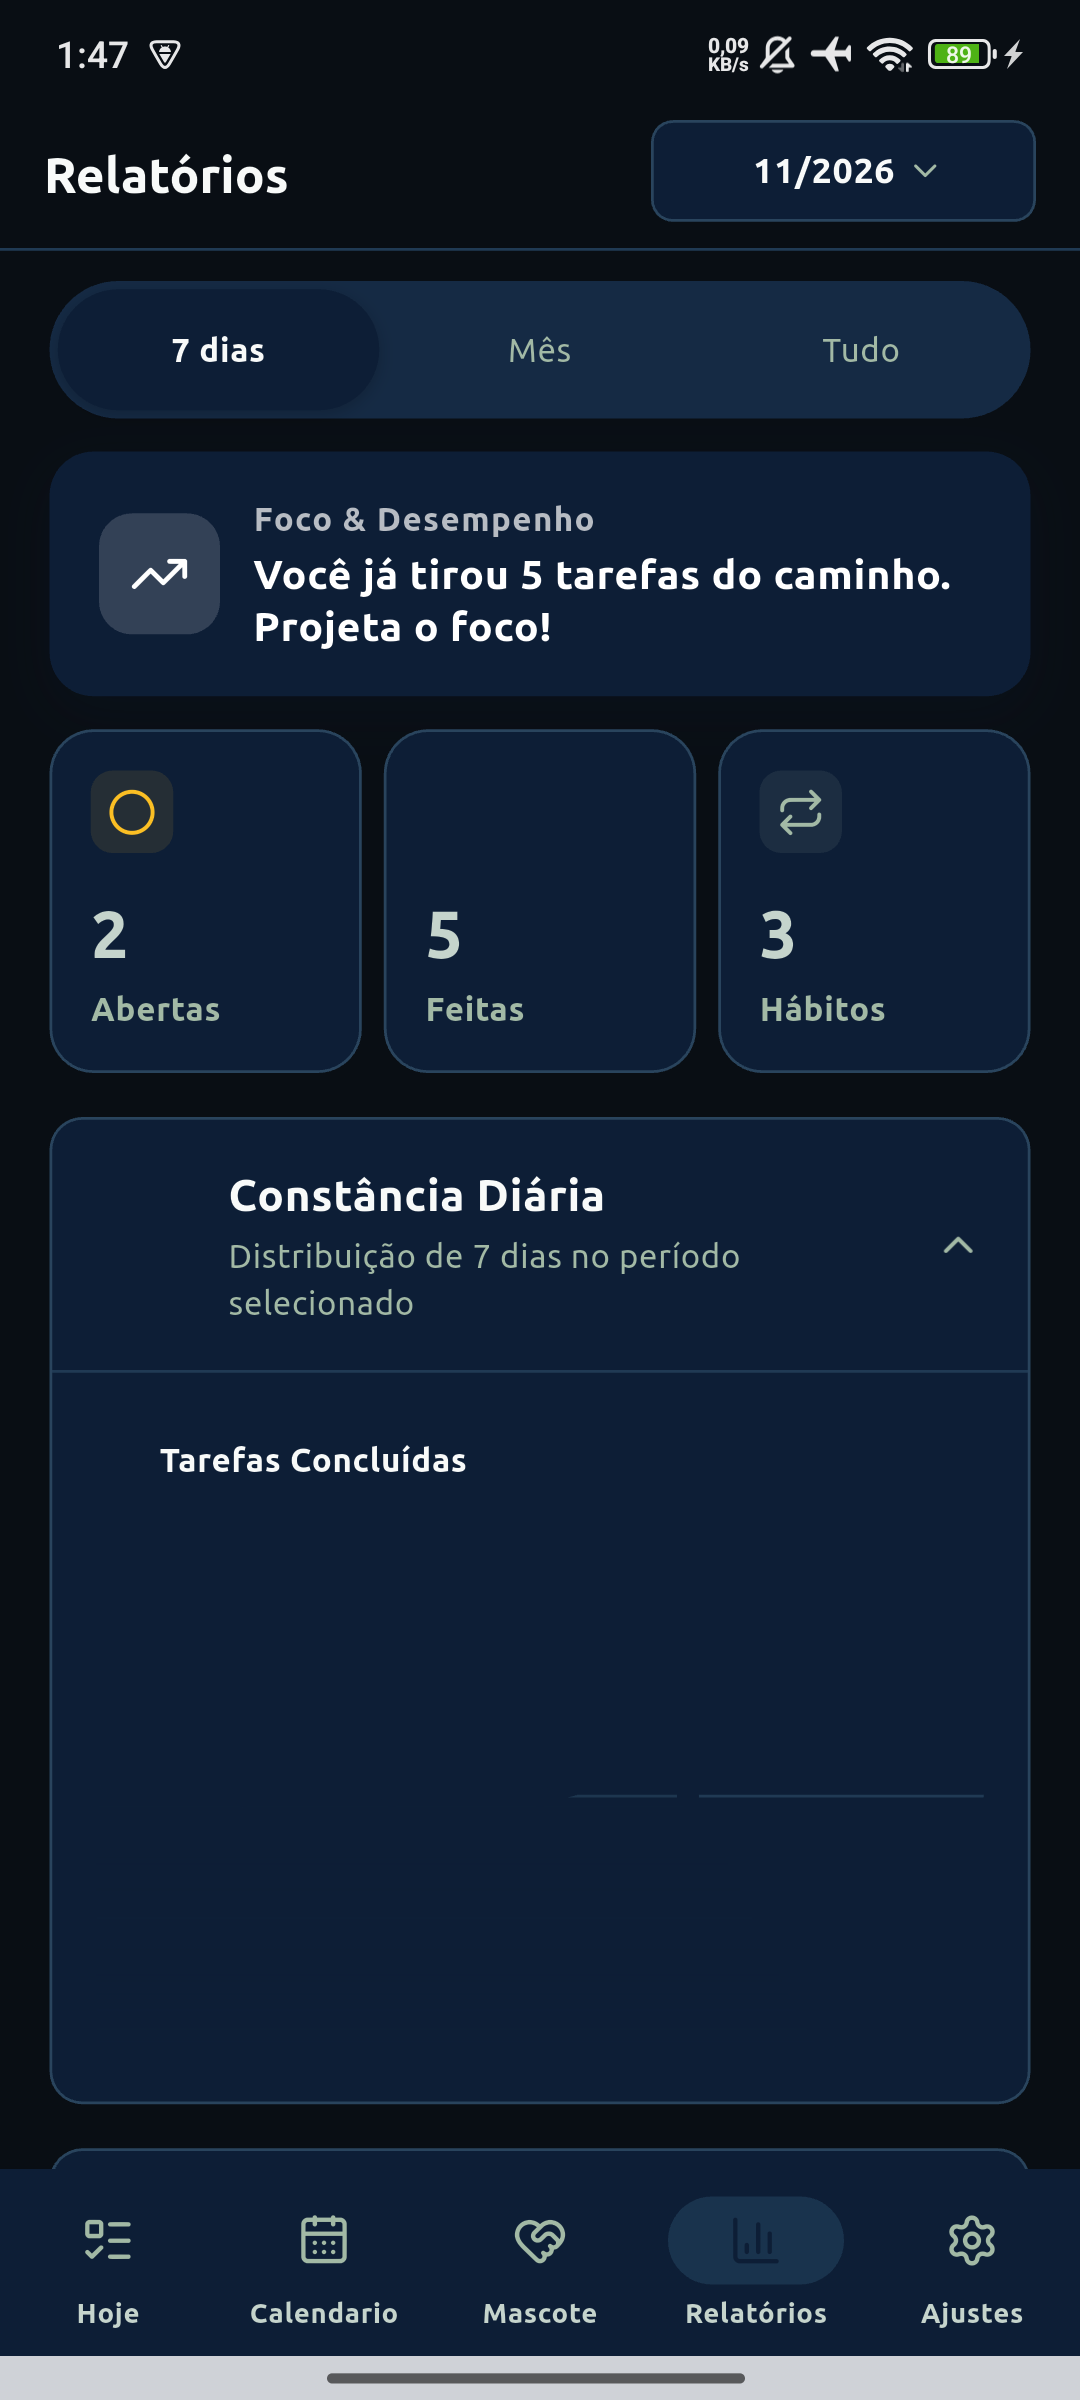 1:47
0,09
KB/s
89
Relatórios
11/2026
7 dias
Mês
Tudo
Foco & Desempenho
Você já tirou 5 tarefas do caminho.
Projeta o foco!
2
Abertas
5
Feitas
3
Hábitos
Constância Diária
Distribuição de 7 dias no período
selecionado
Tarefas Concluídas
Hoje
Calendario
Mascote
Relatórios
Ajustes